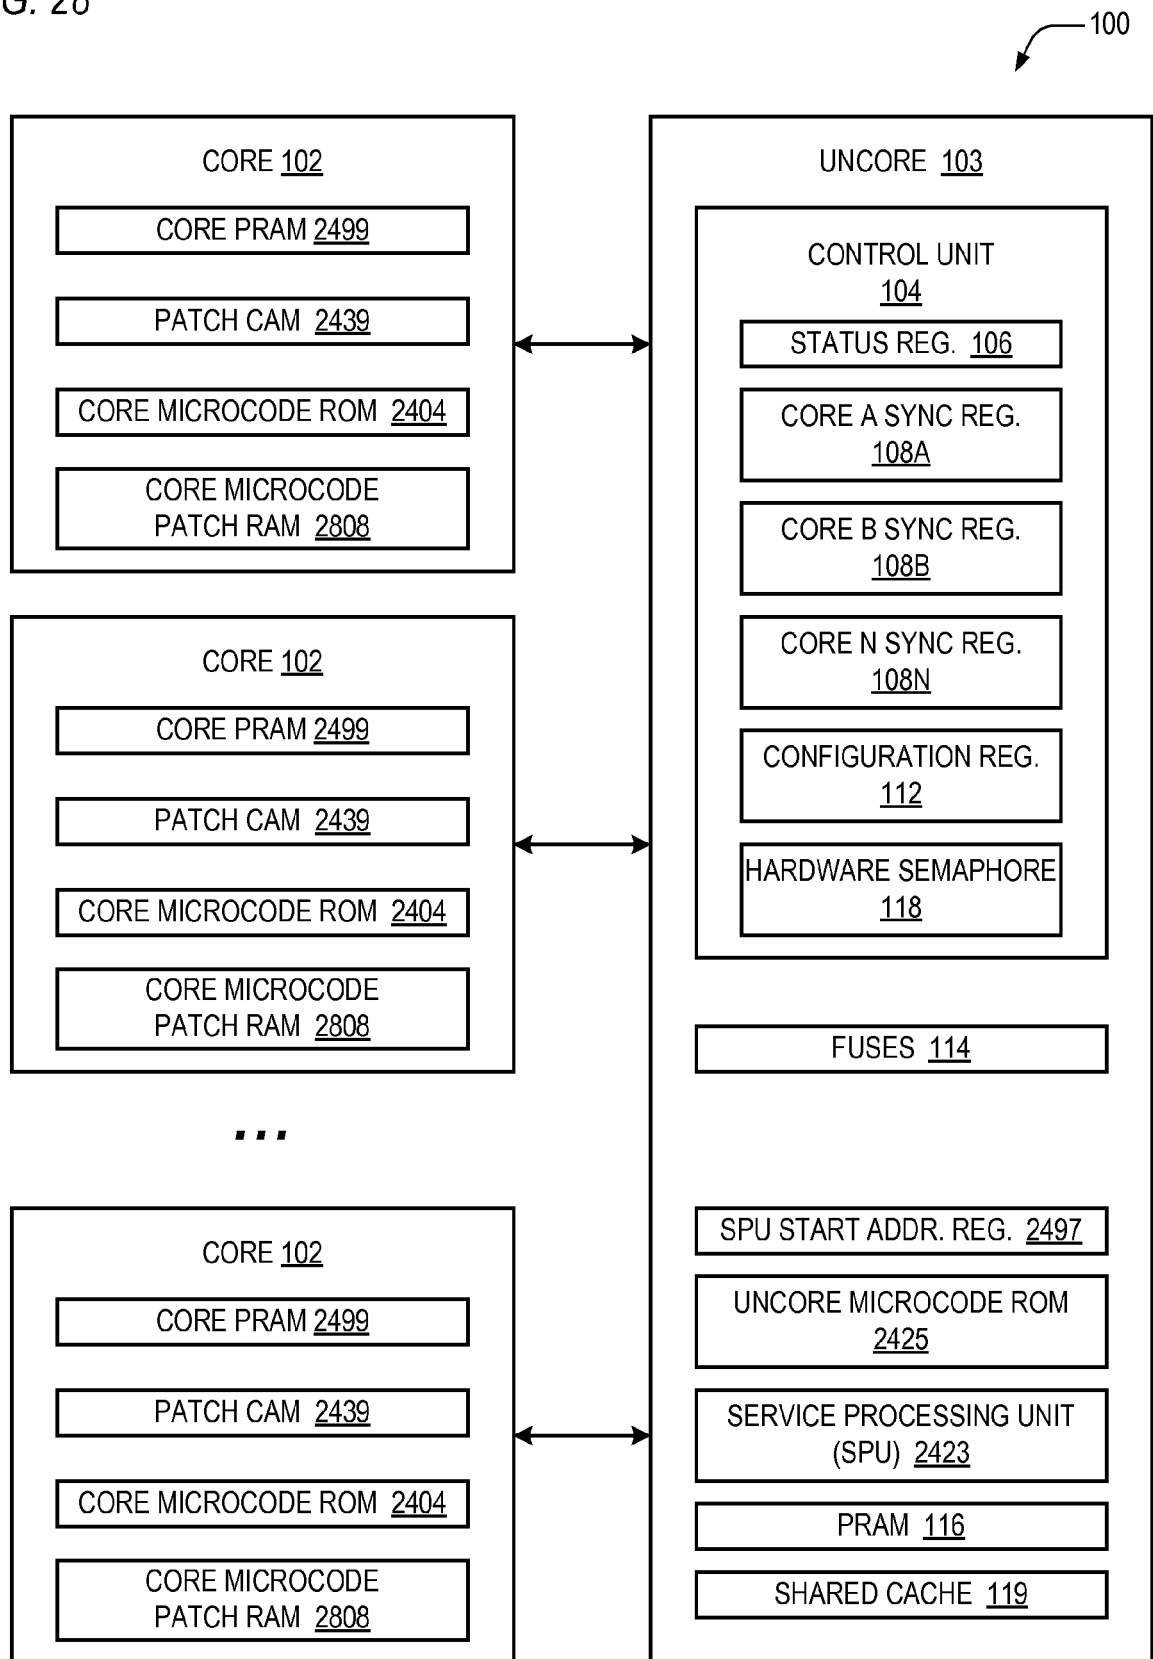 G. 28
100
CORE 102
CORE PRAM 2499
PATCH CAM 2439
CORE MICROCODE ROM 2404
CORE MICROCODE
PATCH RAM 2808
CORE 102
CORE PRAM 2499
PATCH CAM 2439
CORE MICROCODE ROM 2404
CORE MICROCODE
PATCH RAM 2808
...
CORE 102
CORE PRAM 2499
PATCH CAM 2439
CORE MICROCODE ROM 2404
CORE MICROCODE
PATCH RAM 2808
UNCORE 103
CONTROL UNIT
104
STATUS REG. 106
CORE A SYNC REG.
108A
CORE B SYNC REG.
108B
CORE N SYNC REG.
108N
CONFIGURATION REG.
112
HARDWARE SEMAPHORE
118
FUSES 114
SPU START ADDR. REG. 2497
UNCORE MICROCODE ROM
2425
SERVICE PROCESSING UNIT
(SPU) 2423
PRAM 116
SHARED CACHE 119